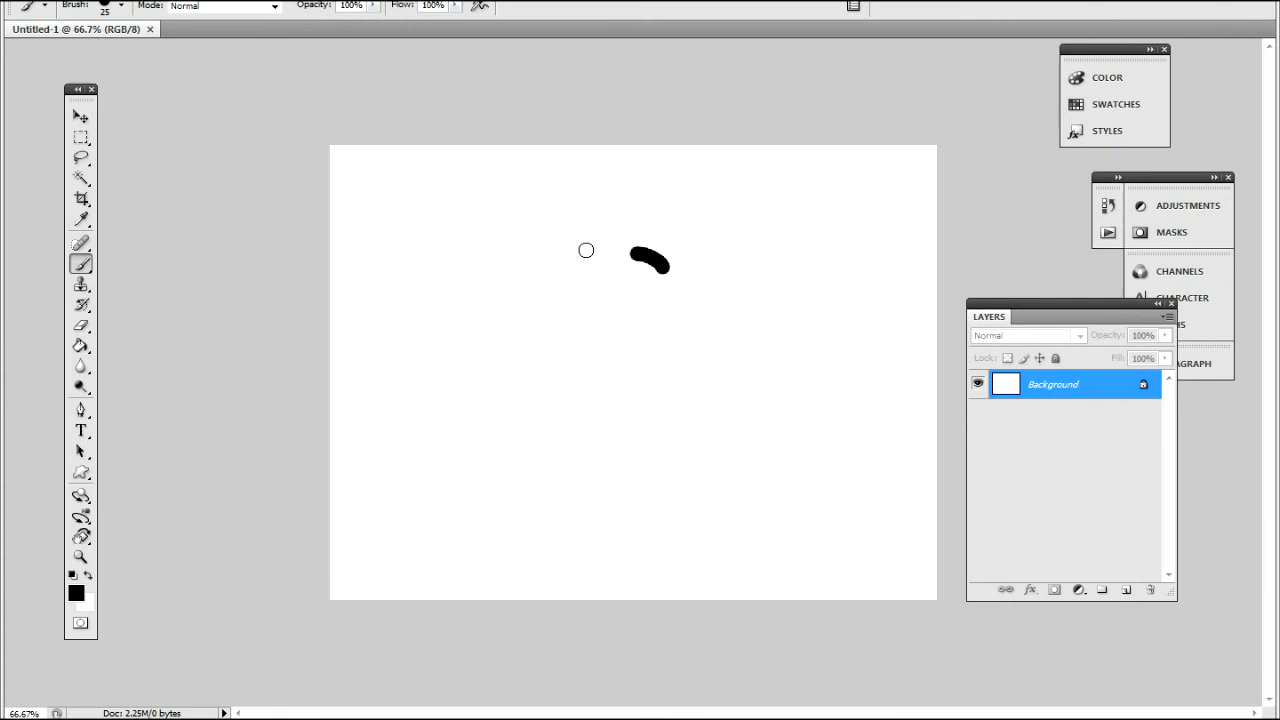 Brush: 25 Mode: Normal Opacity: 100% Flow: 100%
Untitled-1 @ 66.7% (RGB/8)
COLOR
SWATCHES
STYLES
ADJUSTMENTS
MASKS
CHANNELS
CHARACTER
LAYERS
Normal Opacity: 100%
Lock: Fill: 100%
Background
66.67% Doc: 2.25M/0 bytes